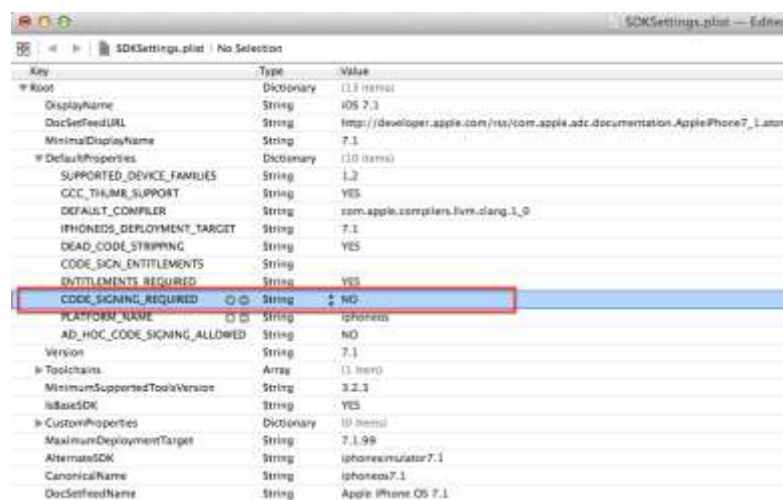 SDKSettings.plist — Edited
SDKSettings.plist No Selection
Key Type Value
Root Dictionary (13 items)
DisplayName String iOS 7.1
DocSetFeedURL String http://developer.apple.com/rss/com.apple.adc.documentation.AppleiPhone7_1.atom
MinimalDisplayName String 7.1
DefaultProperties Dictionary (10 items)
SUPPORTED_DEVICE_FAMILIES String 1,2
GCC_THUMB_SUPPORT String YES
DEFAULT_COMPILER String com.apple.compilers.llvm.clang.1_0
IPHONEOS_DEPLOYMENT_TARGET String 7.1
DEAD_CODE_STRIPPING String YES
CODE_SIGN_ENTITLEMENTS String
ENTITLEMENTS_REQUIRED String YES
CODE_SIGNING_REQUIRED String NO
PLATFORM_NAME String iphoneos
AD_HOC_CODE_SIGNING_ALLOWED String NO
Version String 7.1
Toolchains Array (1 item)
MinimumSupportedToolsVersion String 3.2.3
IsBaseSDK String YES
CustomProperties Dictionary (0 items)
MaximumDeploymentTarget String 7.1.99
AlternateSDK String iphonesimulator7.1
CanonicalName String iphoneos7.1
DocSetFeedName String Apple iPhone OS 7.1